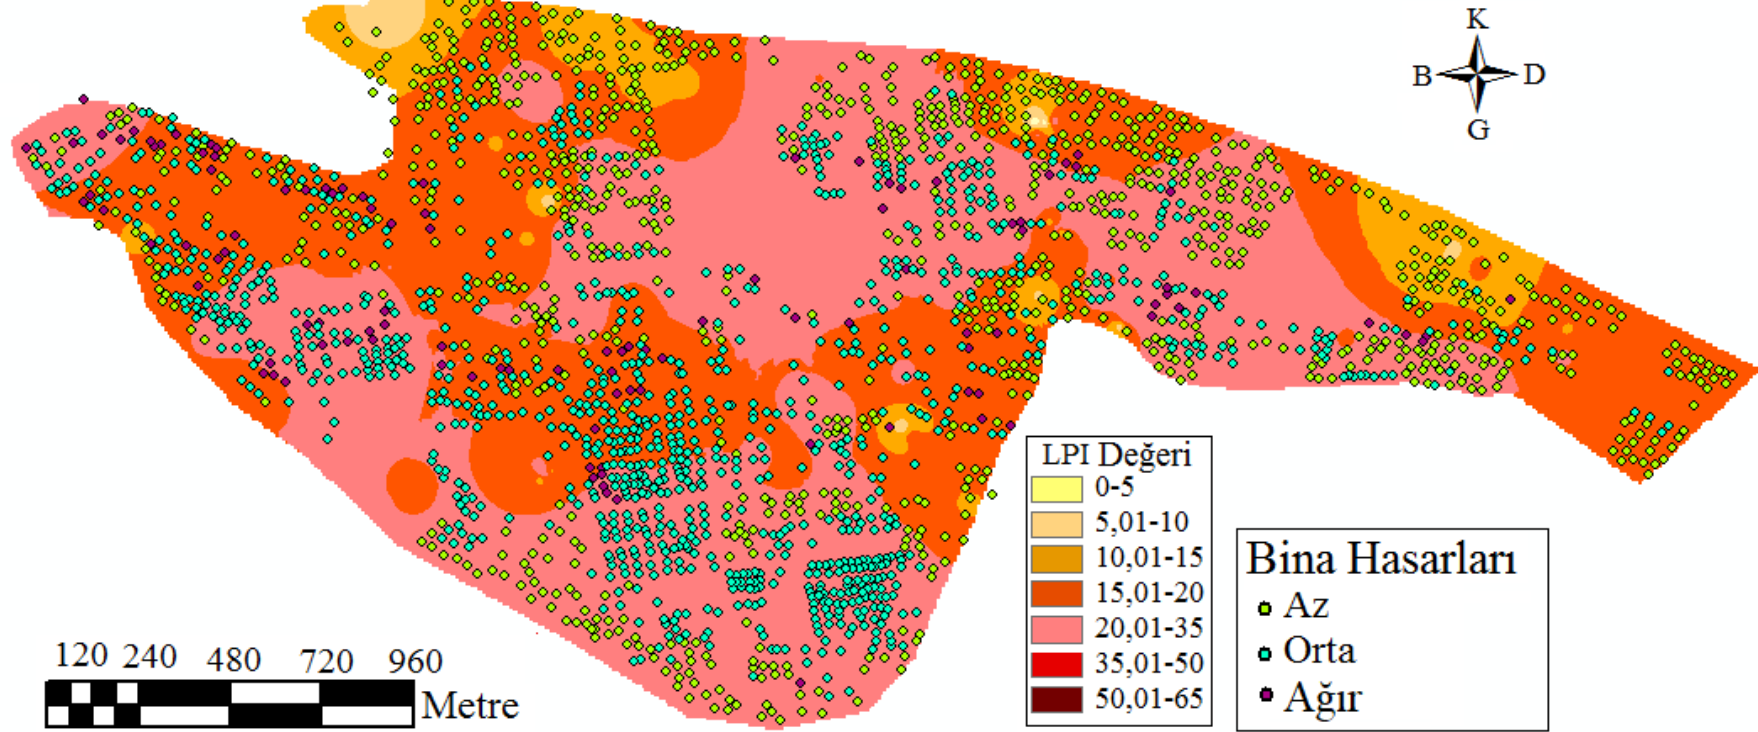 K
B D
G
LPI Değeri
0-5
5,01-10
10,01-15
15,01-20
20,01-35
35,01-50
50,01-65
Bina Hasarları
Az
Orta
Ağır
120 240 480 720 960
Metre